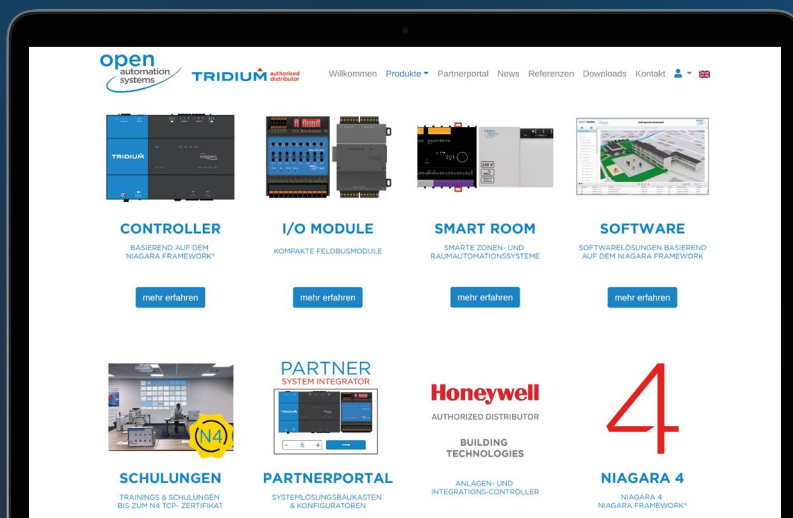 open
automation
systems
TRIDIUM authorised
distributor
Willkommen Produkte Partnerportal News Referenzen Downloads Kontakt
TRIDIUM
CONTROLLER
I/O MODULE
SMART ROOM
SOFTWARE
BASIEREND AUF DEM
NIAGARA FRAMEWORK®
KOMPAKTE FELDBUSMODULE
SMARTE ZONEN- UND
RAUMAUTOMATIONSSYSTEME
SOFTWARELÖSUNGEN BASIEREND
AUF DEM NIAGARA FRAMEWORK
mehr erfahren
mehr erfahren
mehr erfahren
mehr erfahren
N4
PARTNER
SYSTEM INTEGRATOR
- 5 +
Honeywell
AUTHORIZED DISTRIBUTOR
BUILDING
TECHNOLOGIES
4
SCHULUNGEN
PARTNERPORTAL
ANLAGEN- UND
INTEGRATIONS-CONTROLLER
NIAGARA 4
TRAININGS & SCHULUNGEN
BIS ZUM N4 TCP- ZERTIFIKAT
SYSTEMLÖSUNGSBAUKASTEN
& KONFIGURATOREN
NIAGARA 4
NIAGARA FRAMEWORK®